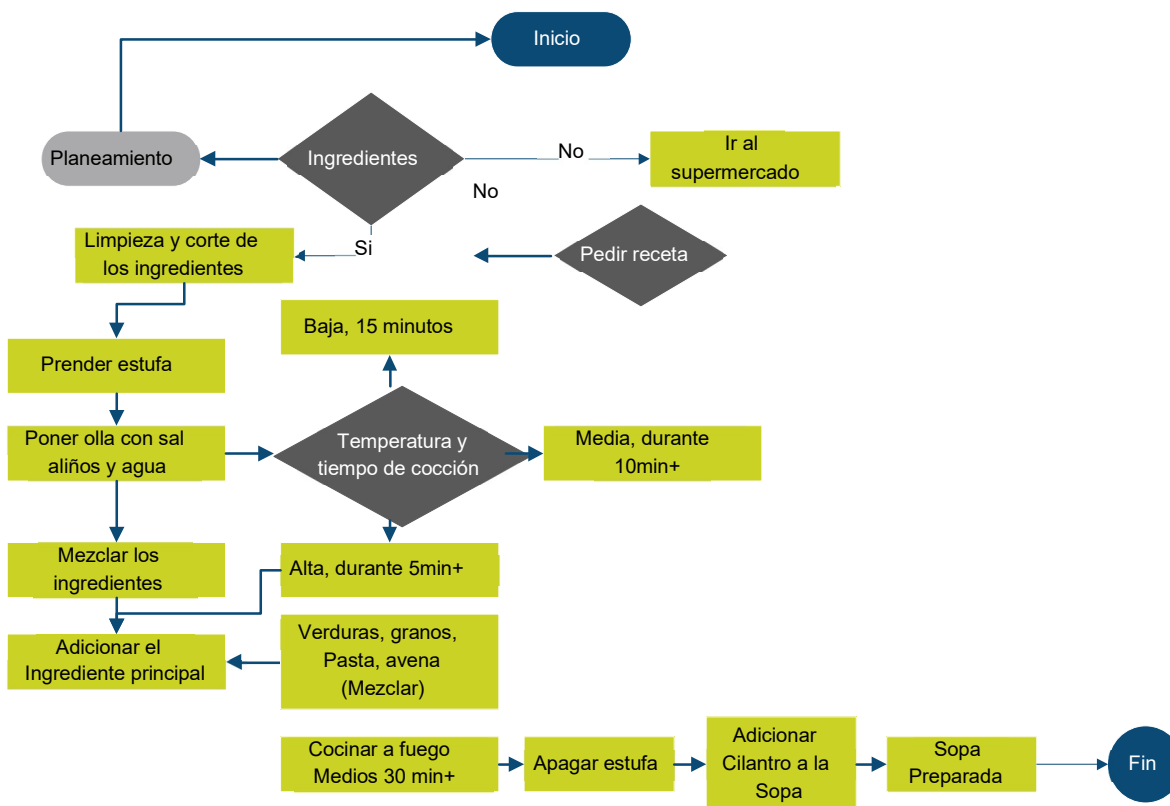 Inicio
Planeamiento
Ingredientes
No
Ir al
supermercado
No
Limpieza y corte de
los ingredientes
Si
Pedir receta
Baja, 15 minutos
Prender estufa
Poner olla con sal
aliños y agua
Temperatura y
tiempo de cocción
Media, durante
10min+
Mezclar los
ingredientes
Alta, durante 5min+
Adicionar el
Ingrediente principal
Verduras, granos,
Pasta, avena
(Mezclar)
Cocinar a fuego
Medios 30 min+
Apagar estufa
Adicionar
Cilantro a la
Sopa
Sopa
Preparada
Fin